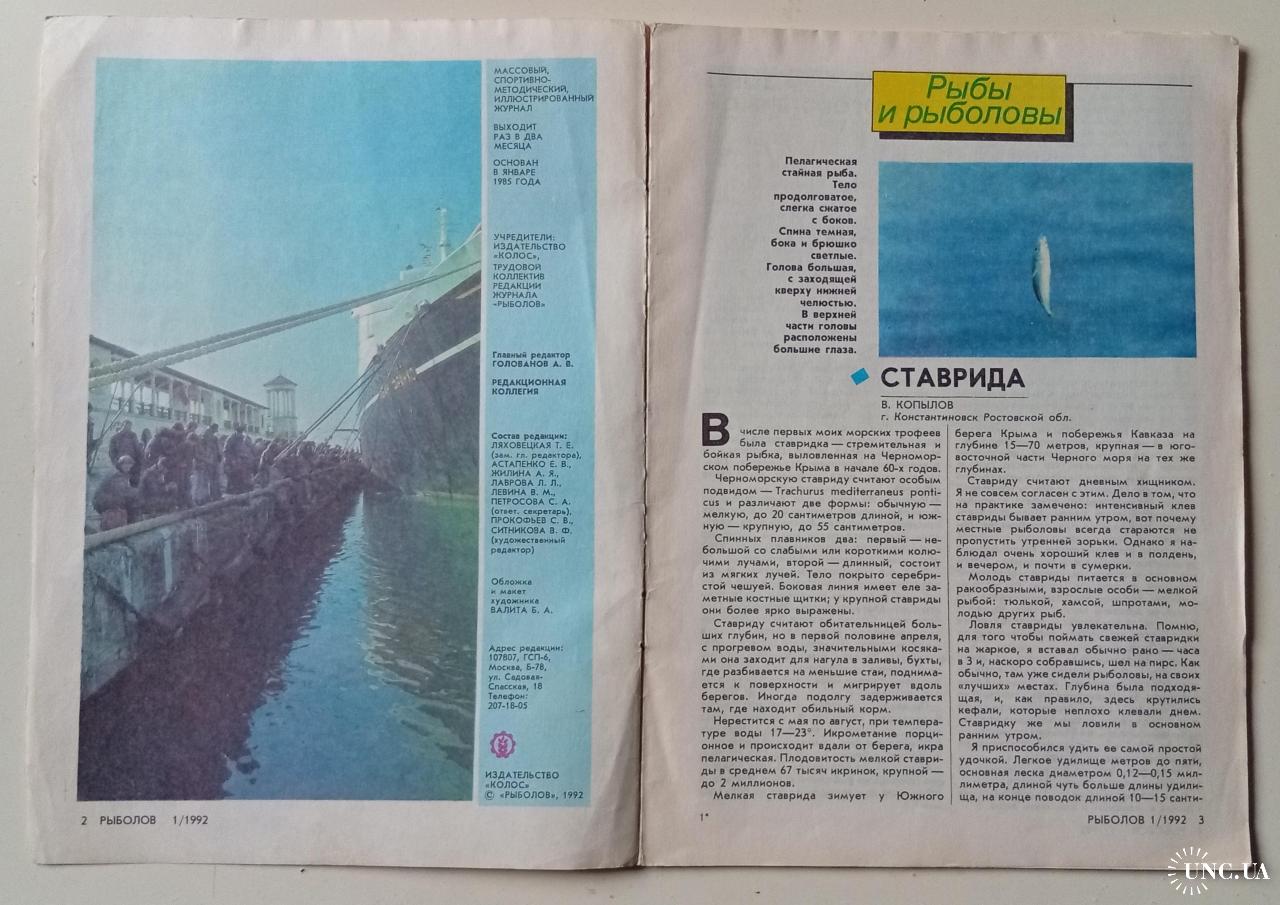 МАССОВЫЙ,
СПОРТИВНО-
МЕТОДИЧЕСКИЙ,
ИЛЛЮСТРИРОВАННЫЙ
ЖУРНАЛ
ВЫХОДИТ
РАЗ В ДВА
МЕСЯЦА
ОСНОВАН
В ЯНВАРЕ
1985 ГОДА
УЧРЕДИТЕЛИ:
ИЗДАТЕЛЬСТВО
«КОЛОС»,
ТРУДОВОЙ
КОЛЛЕКТИВ
РЕДАКЦИИ
ЖУРНАЛА
«РЫБОЛОВ»
Главный редактор
ГОЛОВАНОВ А. В.
РЕДАКЦИОННАЯ
КОЛЛЕГИЯ
Состав редакции:
ЛЯХОВЕЦКАЯ Т. Е.
(зам. гл. редактора),
АСТАПЕНКО Е. В.,
ЖИЛИНА А. Я.,
ЛАВРОВА Л. Л.,
ЛЕВИНА В. М.,
ПЕТРОСОВА С. А.
(ответ. секретарь),
ПРОКОФЬЕВ С. В.,
СИТНИКОВА В. Ф.
(художественный
редактор)
Обложка
и макет
художника
ВАЛИТА Б. А.
Адрес редакции:
107807, ГСП-6,
Москва, Б-78,
ул. Садовая-
Спасская, 18
Телефон:
207-18-05
ИЗДАТЕЛЬСТВО
«КОЛОС»
© «РЫБОЛОВ», 1992
2 РЫБОЛОВ 1/1992
Рыбы
и рыболовы
Пелагическая
стайная рыба.
Тело
продолговатое,
слегка сжатое
с боков.
Спина темная,
бока и брюшко
светлые.
Голова большая,
с заходящей
кверху нижней
челюстью.
В верхней
части головы
расположены
большие глаза.
СТАВРИДА
В. КОПЫЛОВ
г. Константиновск Ростовской обл.
В числе первых моих морских трофеев
была ставридка — стремительная и
бойкая рыбка, выловленная на Черномор-
ском побережье Крыма в начале 60-х годов.
Черноморскую ставриду считают особым
подвидом — Trachurus mediterraneus ponti-
cus и различают две формы: обычную —
мелкую, до 20 сантиметров длиной, и юж-
ную — крупную, до 55 сантиметров.
Спинных плавников два: первый — не-
большой со слабыми или короткими колю-
чими лучами, второй — длинный, состоит
из мягких лучей. Тело покрыто серебри-
стой чешуей. Боковая линия имеет еле за-
метные костные щитки; у крупной ставриды
они более ярко выражены.
Ставриду считают обитательницей боль-
ших глубин, но в первой половине апреля,
с прогревом воды, значительными косяка-
ми она заходит для нагула в заливы, бухты,
где разбивается на меньшие стаи, поднима-
ется к поверхности и мигрирует вдоль
берегов. Иногда подолгу задерживается
там, где находит обильный корм.
Нерестится с мая по август, при темпера-
туре воды 17—23°. Икрометание порци-
онное и происходит вдали от берега, икра
пелагическая. Плодовитость мелкой ставри-
ды в среднем 67 тысяч икринок, крупной —
до 2 миллионов.
Мелкая ставрида зимует у Южного
берега Крыма и побережья Кавказа на
глубине 15—70 метров, крупная — в юго-
восточной части Черного моря на тех же
глубинах.
Ставриду считают дневным хищником.
Я не совсем согласен с этим. Дело в том, что
на практике замечено: интенсивный клев
ставриды бывает ранним утром, вот почему
местные рыболовы всегда стараются не
пропустить утренней зорьки. Однако я на-
блюдал очень хороший клев и в полдень,
и вечером, и почти в сумерки.
Молодь ставриды питается в основном
ракообразными, взрослые особи — мелкой
рыбой: тюлькой, хамсой, шпротами, мо-
лодью других рыб.
Ловля ставриды увлекательна. Помню,
для того чтобы поймать свежей ставридки
на жаркое, я вставал обычно рано — часа
в 3 и, наскоро собравшись, шел на пирс. Как
обычно, там уже сидели рыболовы, на своих
«лучших» местах. Глубина была подходя-
щая, и, как правило, здесь крутились
кефали, которые неплохо клевали днем.
Ставридку же мы ловили в основном
ранним утром.
Я приспособился удить ее самой простой
удочкой. Легкое удилище метров до пяти,
основная леска диаметром 0,12—0,15 мил-
лиметра, длиной чуть больше длины удили-
ща, на конце поводок длиной 10—15 санти-
1*
РЫБОЛОВ 1/1992 3
UNC.UA